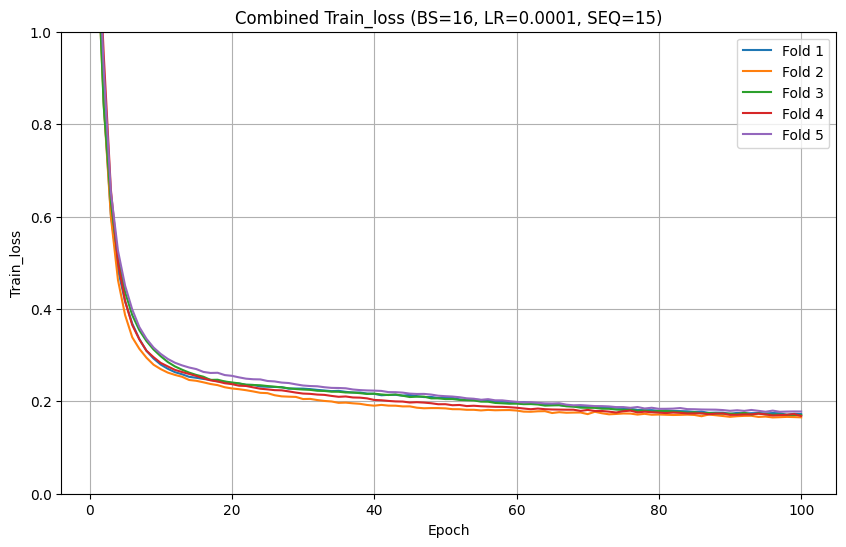 Combined Train_loss (BS=16, LR=0.0001, SEQ=15)
Fold 1
Fold 2
Fold 3
Fold 4
Fold 5
Train_loss
1.0
0.8
0.6
0.4
0.2
0.0
0 20 40 60 80 100
Epoch